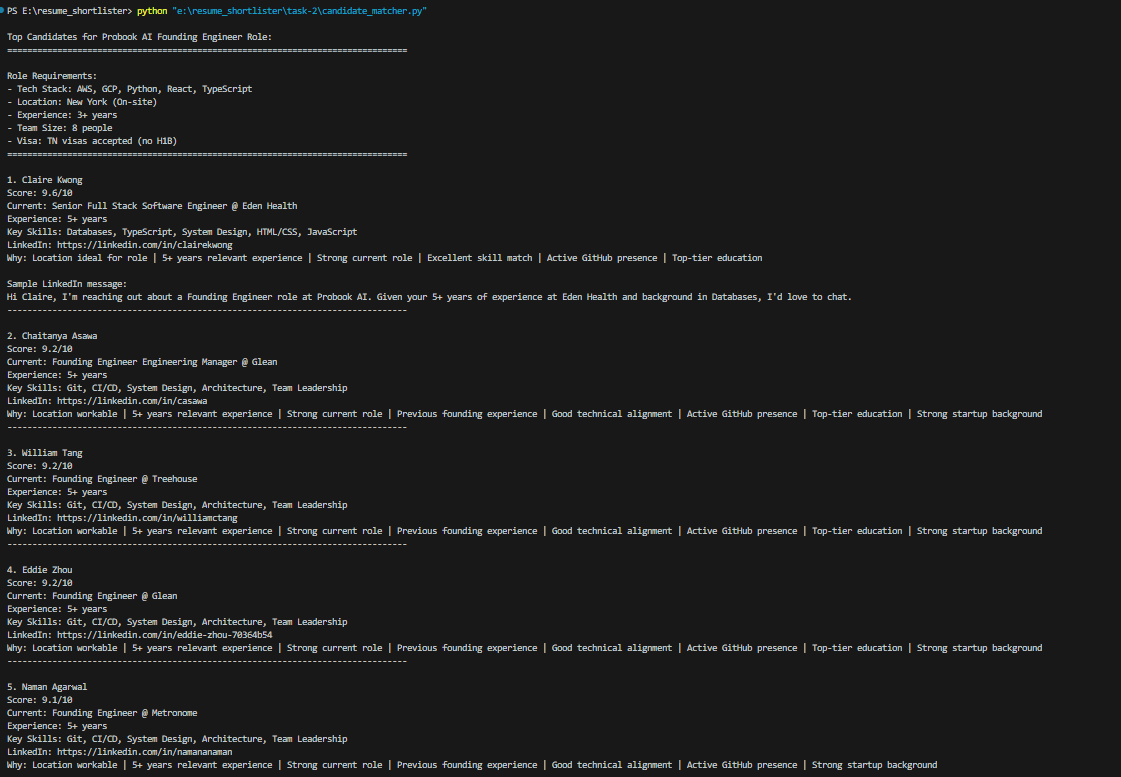 PS E:\resume_shortlister> python "e:\resume_shortlister\task-2\candidate_matcher.py"
Top Candidates for Probook AI Founding Engineer Role:
================================================================================
Role Requirements:
- Tech Stack: AWS, GCP, Python, React, TypeScript
- Location: New York (On-site)
- Experience: 3+ years
- Team Size: 8 people
- Visa: TN visas accepted (no H1B)
================================================================================
1. Claire Kwong
Score: 9.6/10
Current: Senior Full Stack Software Engineer @ Eden Health
Experience: 5+ years
Key Skills: Databases, TypeScript, System Design, HTML/CSS, JavaScript
LinkedIn: https://linkedin.com/in/clairekwong
Why: Location ideal for role | 5+ years relevant experience | Strong current role | Excellent skill match | Active GitHub presence | Top-tier education
Sample LinkedIn message:
Hi Claire, I'm reaching out about a Founding Engineer role at Probook AI. Given your 5+ years of experience at Eden Health and background in Databases, I'd love to chat.
--------------------------------------------------------------------------------
2. Chaitanya Asawa
Score: 9.2/10
Current: Founding Engineer Engineering Manager @ Glean
Experience: 5+ years
Key Skills: Git, CI/CD, System Design, Architecture, Team Leadership
LinkedIn: https://linkedin.com/in/casawa
Why: Location workable | 5+ years relevant experience | Strong current role | Previous founding experience | Good technical alignment | Active GitHub presence | Top-tier education | Strong startup background
--------------------------------------------------------------------------------
3. William Tang
Score: 9.2/10
Current: Founding Engineer @ Treehouse
Experience: 5+ years
Key Skills: Git, CI/CD, System Design, Architecture, Team Leadership
LinkedIn: https://linkedin.com/in/williamctang
Why: Location workable | 5+ years relevant experience | Strong current role | Previous founding experience | Good technical alignment | Active GitHub presence | Top-tier education | Strong startup background
--------------------------------------------------------------------------------
4. Eddie Zhou
Score: 9.2/10
Current: Founding Engineer @ Glean
Experience: 5+ years
Key Skills: Git, CI/CD, System Design, Architecture, Team Leadership
LinkedIn: https://linkedin.com/in/eddie-zhou-70364b54
Why: Location workable | 5+ years relevant experience | Strong current role | Previous founding experience | Good technical alignment | Active GitHub presence | Top-tier education | Strong startup background
--------------------------------------------------------------------------------
5. Naman Agarwal
Score: 9.1/10
Current: Founding Engineer @ Metronome
Experience: 5+ years
Key Skills: Git, CI/CD, System Design, Architecture, Team Leadership
LinkedIn: https://linkedin.com/in/namananaman
Why: Location workable | 5+ years relevant experience | Strong current role | Previous founding experience | Good technical alignment | Active GitHub presence | Strong startup background